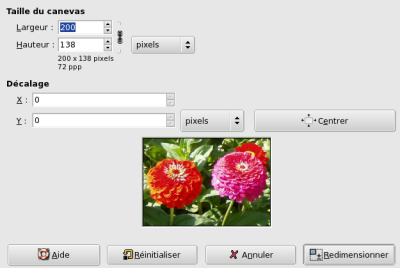 Taille du canevas
Largeur : 200
Hauteur : 138 pixels
200 x 138 pixels
72 ppp
Décalage
X : 0
Y : 0 pixels Centrer
Aide Réinitialiser Annuler Redimensionner